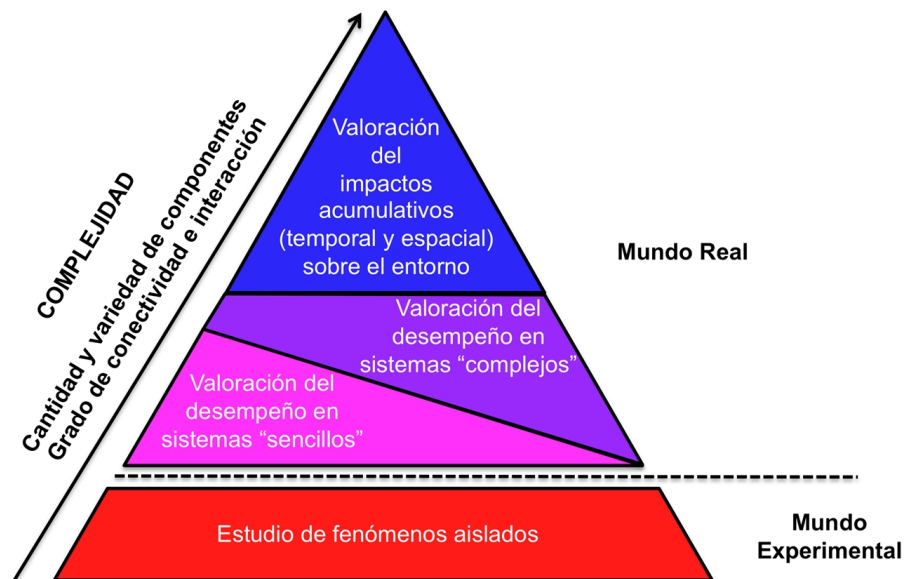 COMPLEJIDAD
Cantidad y variedad de componentes
Grado de conectividad e interacción
Valoración
del
impactos
acumulativos
(temporal y espacial)
sobre el entorno
Mundo Real
Valoración del
desempeño en
sistemas “complejos”
Valoración del
desempeño en
sistemas “sencillos”
Estudio de fenómenos aislados
Mundo
Experimental